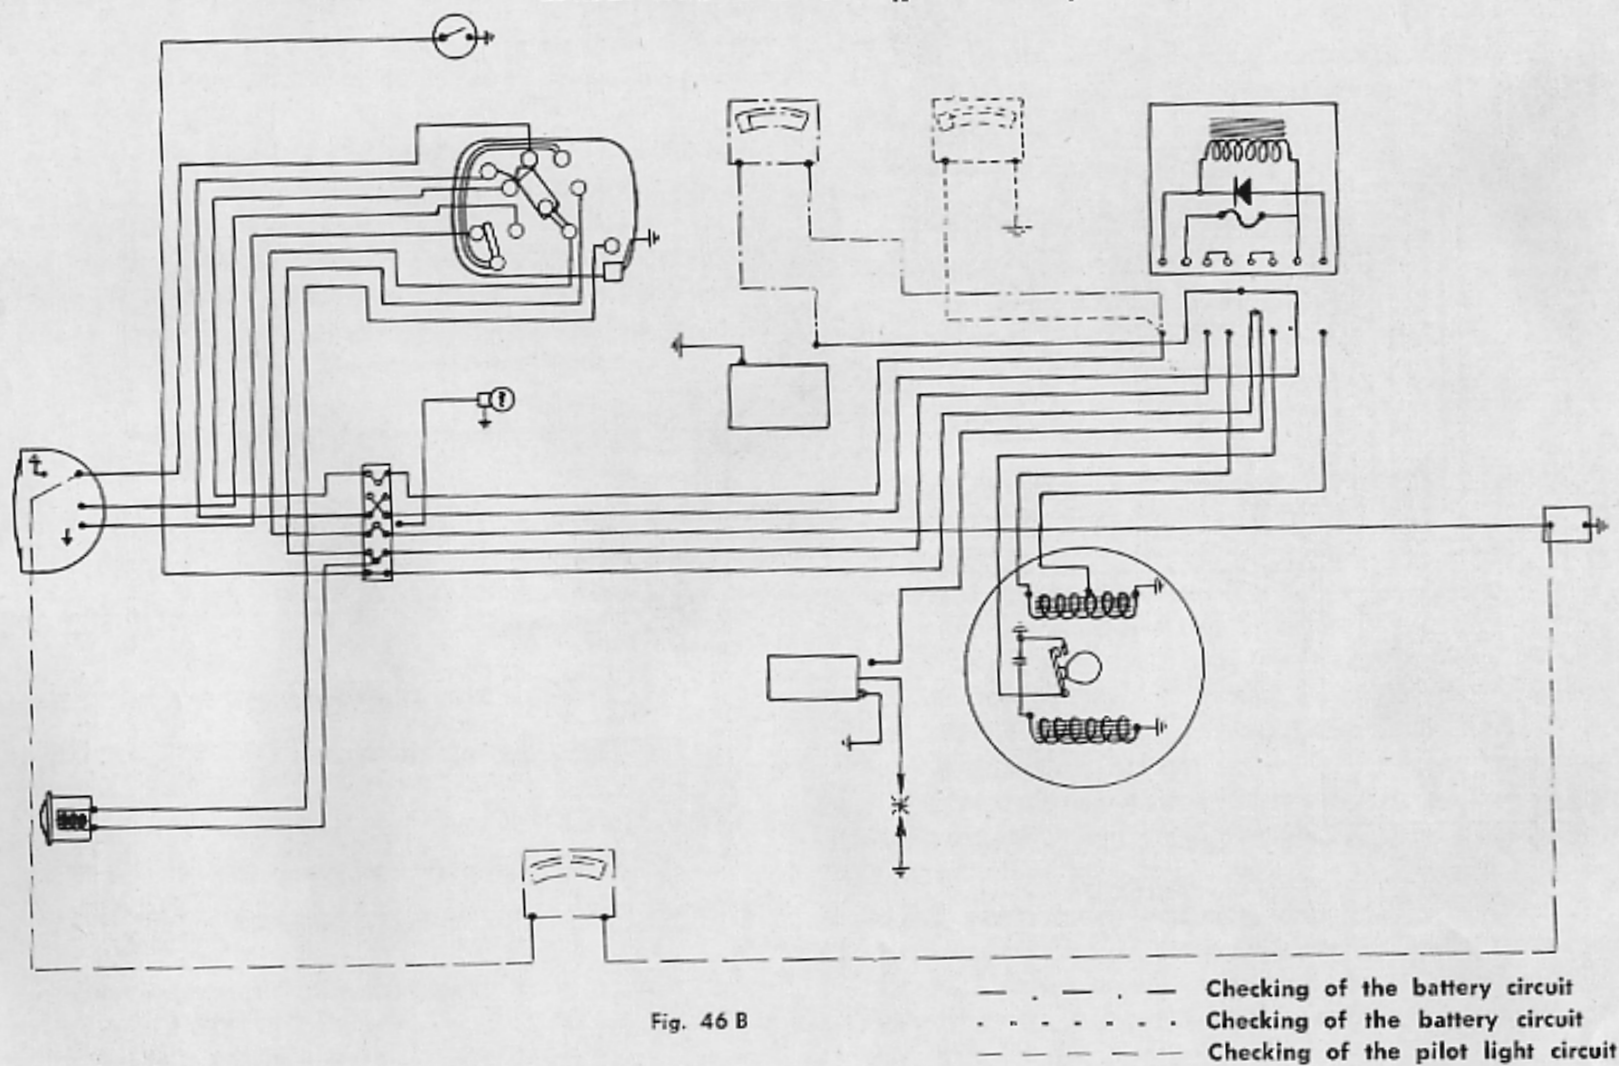 Fig. 46 B
Checking of the battery circuit
Checking of the battery circuit
Checking of the pilot light circuit